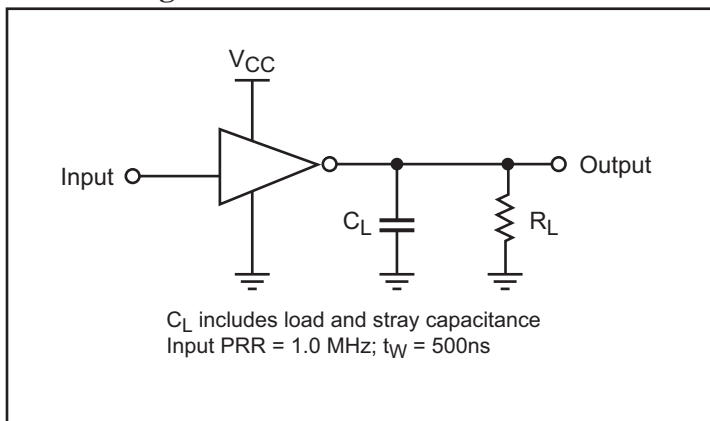 VCC
Input
Output
CL
RL
CL includes load and stray capacitance
Input PRR = 1.0 MHz; tW = 500ns